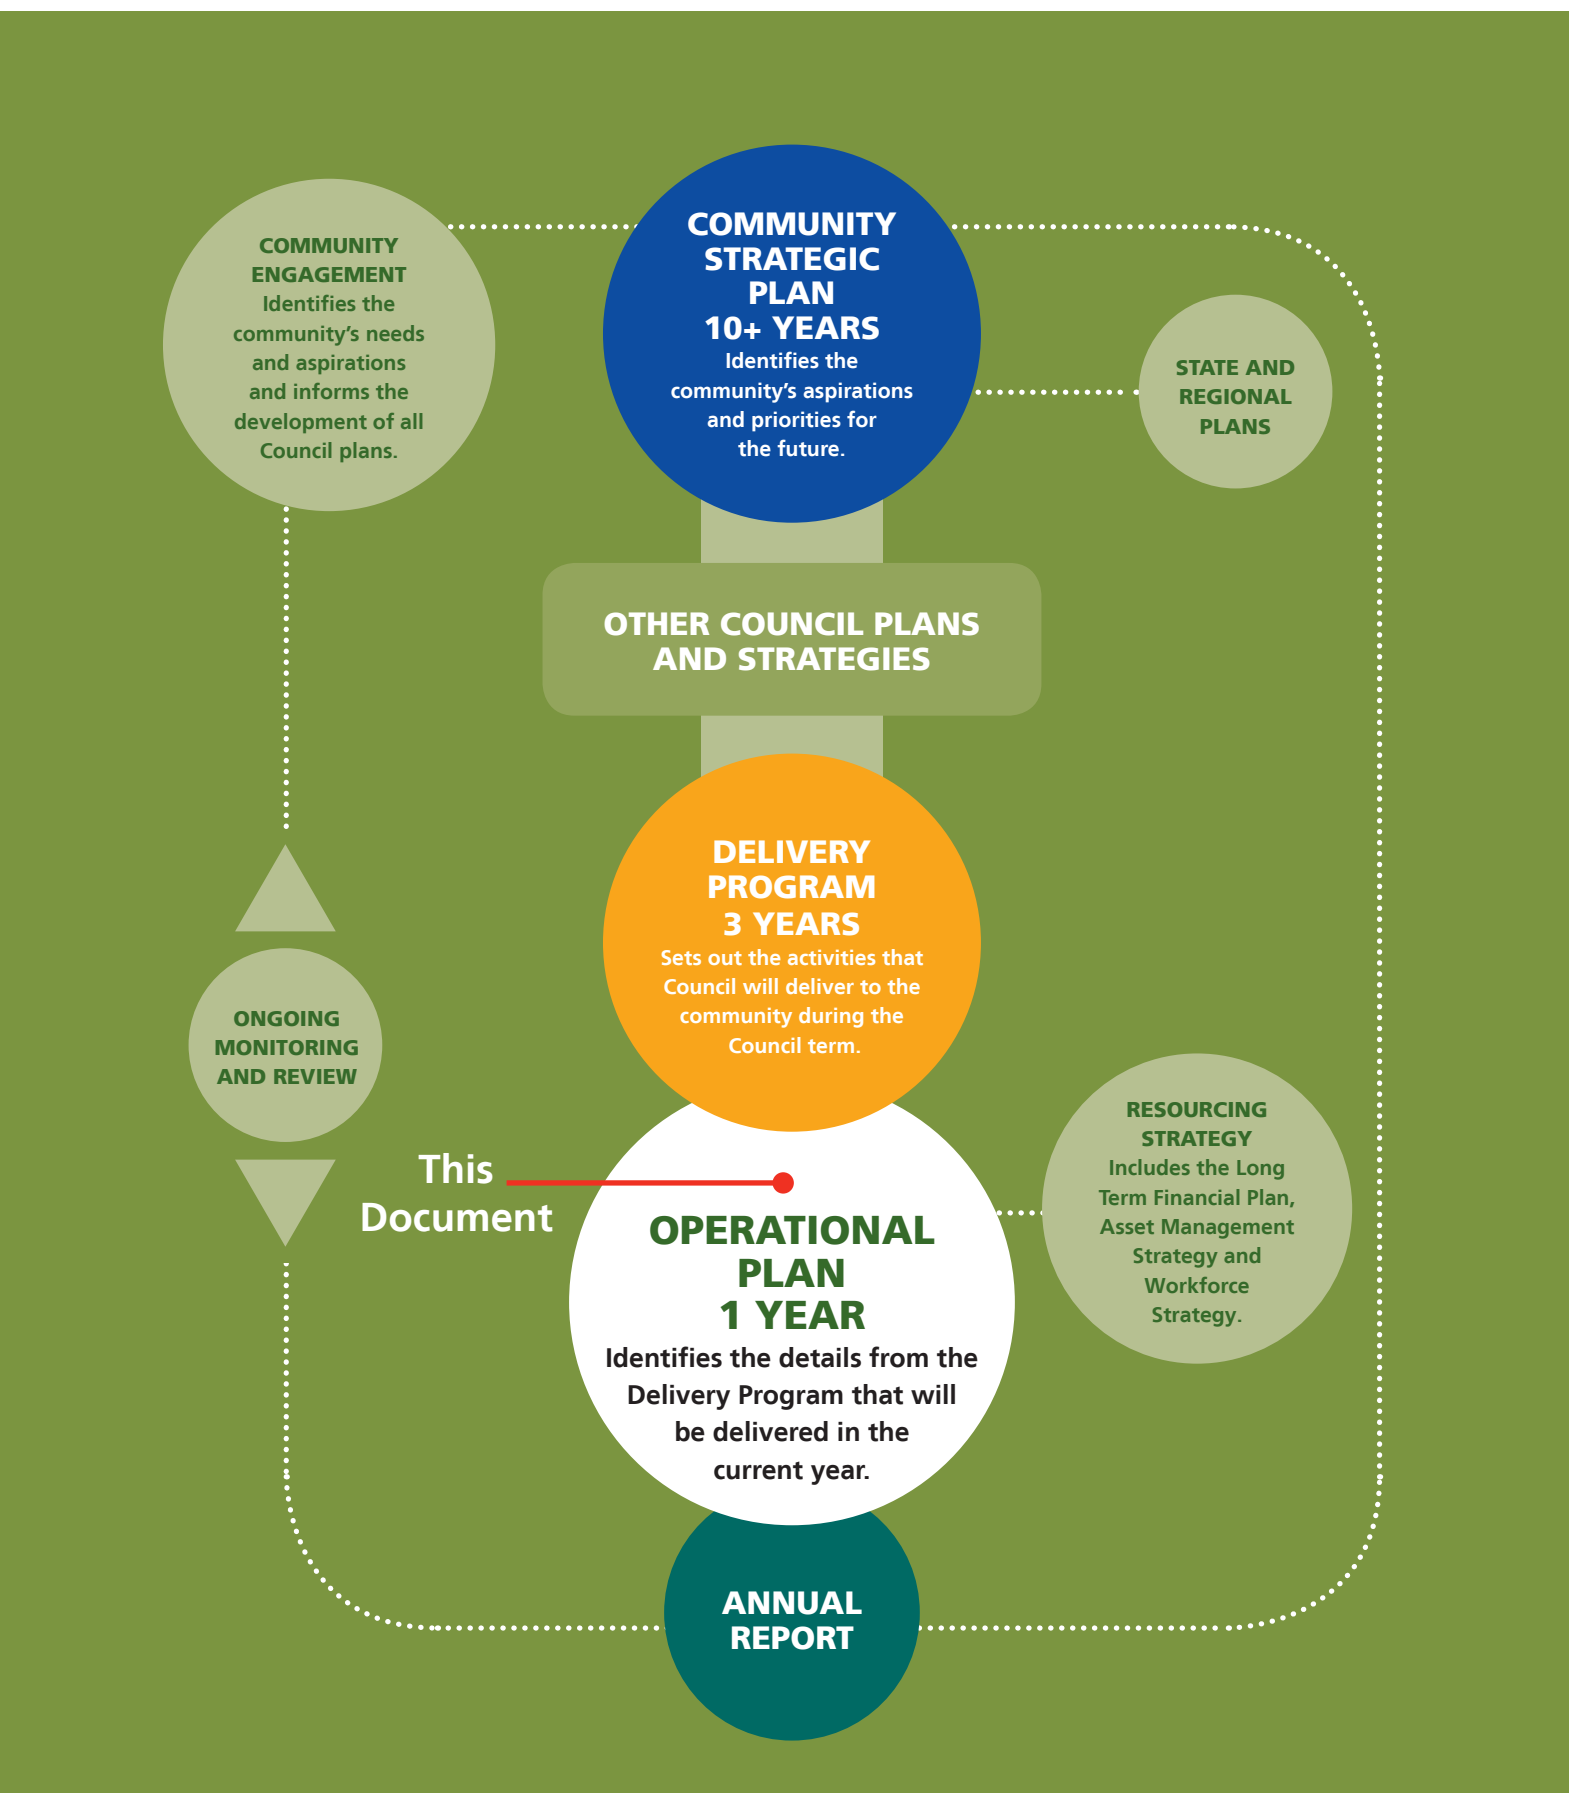 COMMUNITY
ENGAGEMENT
Identifies the
community’s needs
and aspirations
and informs the
development of all
Council plans.
COMMUNITY
STRATEGIC
PLAN
10+ YEARS
Identifies the
community’s aspirations
and priorities for
the future.
STATE AND
REGIONAL
PLANS
OTHER COUNCIL PLANS
AND STRATEGIES
DELIVERY
PROGRAM
3 YEARS
Sets out the activities that
Council will deliver to the
community during the
Council term.
ONGOING
MONITORING
AND REVIEW
This
Document
OPERATIONAL
PLAN
1 YEAR
Identifies the details from the
Delivery Program that will
be delivered in the
current year.
RESOURCING
STRATEGY
Includes the Long
Term Financial Plan,
Asset Management
Strategy and
Workforce
Strategy.
ANNUAL
REPORT